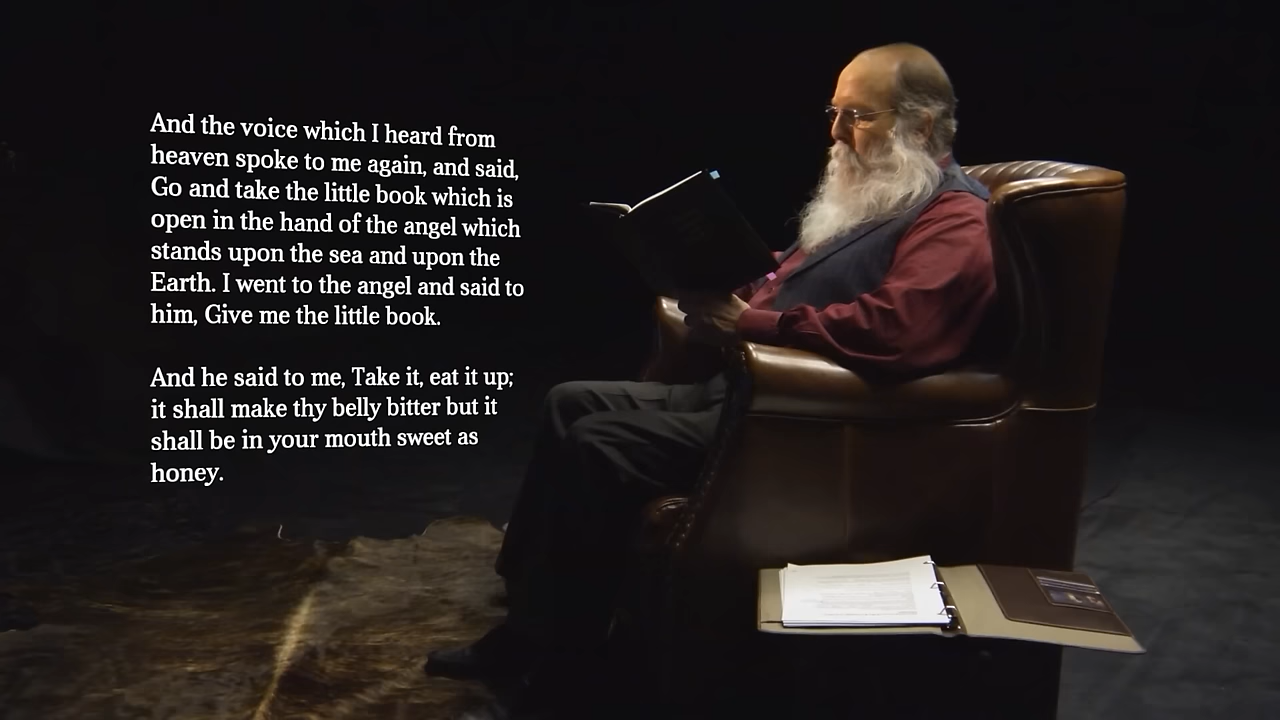 And the voice which I heard from
heaven spoke to me again, and said,
Go and take the little book which is
open in the hand of the angel which
stands upon the sea and upon the
Earth. I went to the angel and said to
him, Give me the little book.
And he said to me, Take it, eat it up;
it shall make thy belly bitter but it
shall be in your mouth sweet as
honey.